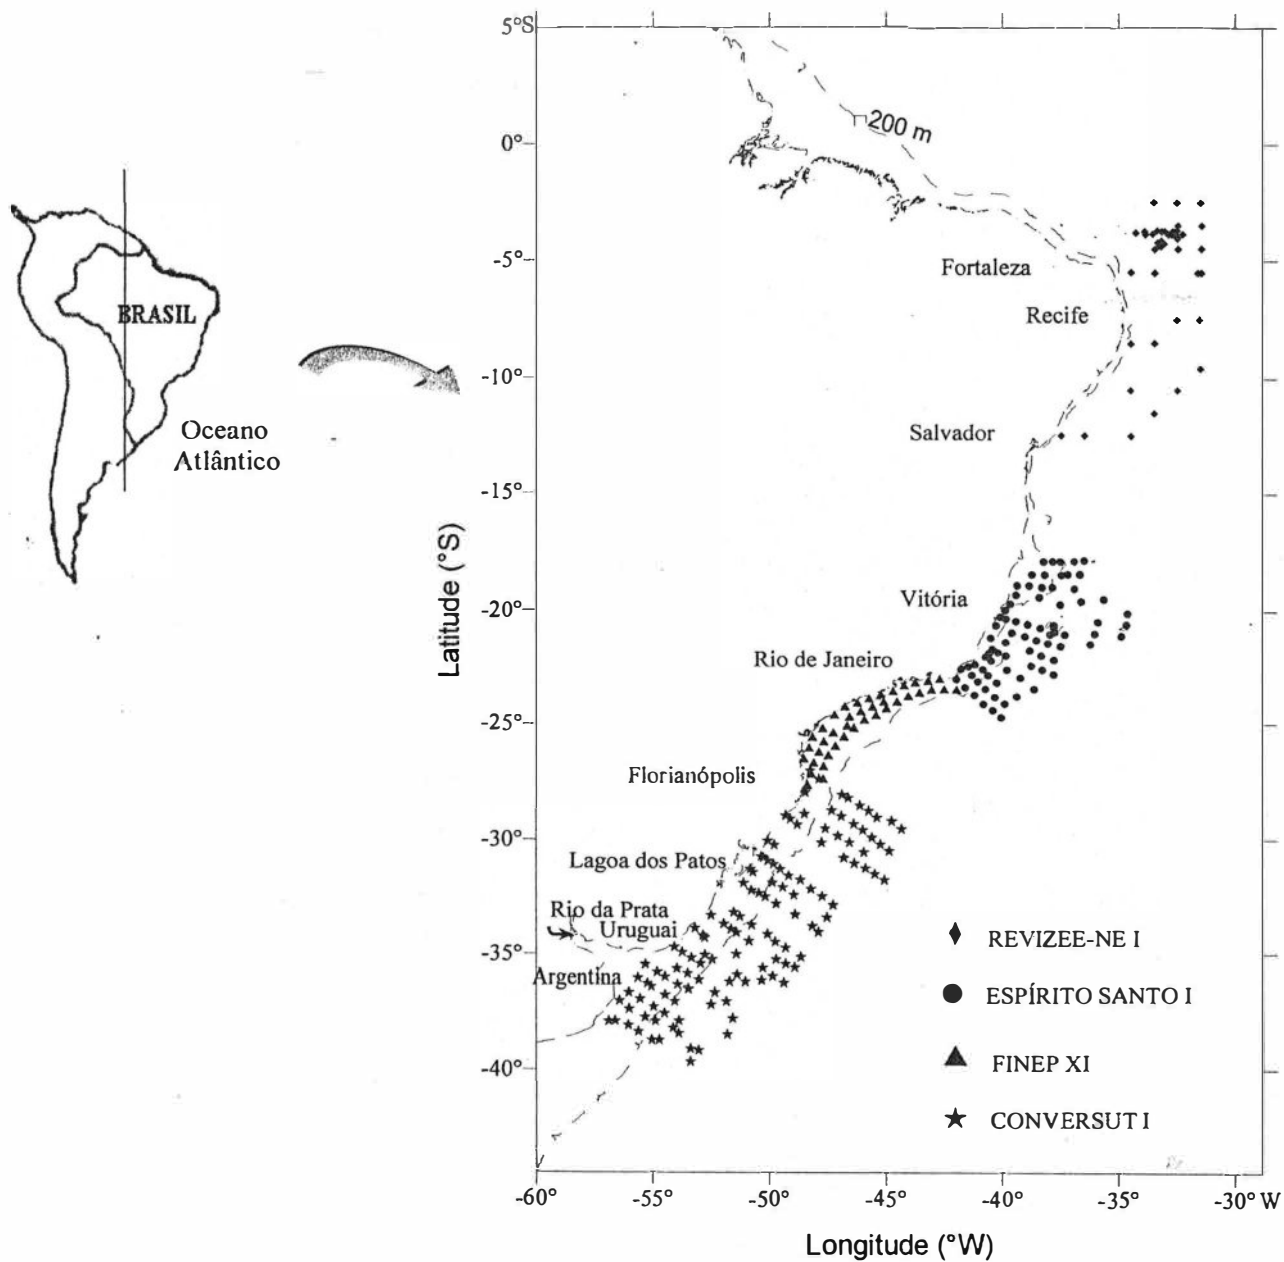 5°S
0°
-5°
-10°
-15°
-20°
-25°
-30°
-35°
-40°
Latitude (°S)
200 m
Fortaleza
Recife
Salvador
Vitória
Rio de Janeiro
Florianópolis
Lagoa dos Patos
Rio da Prata
Uruguai
Argentina
BRASIL
Oceano
Atlântico
REVIZEE-NE I
ESPÍRITO SANTO I
FINEP XI
CONVERSUT I
-60° -55° -50° -45° -40° -35° -30° W
Longitude (°W)